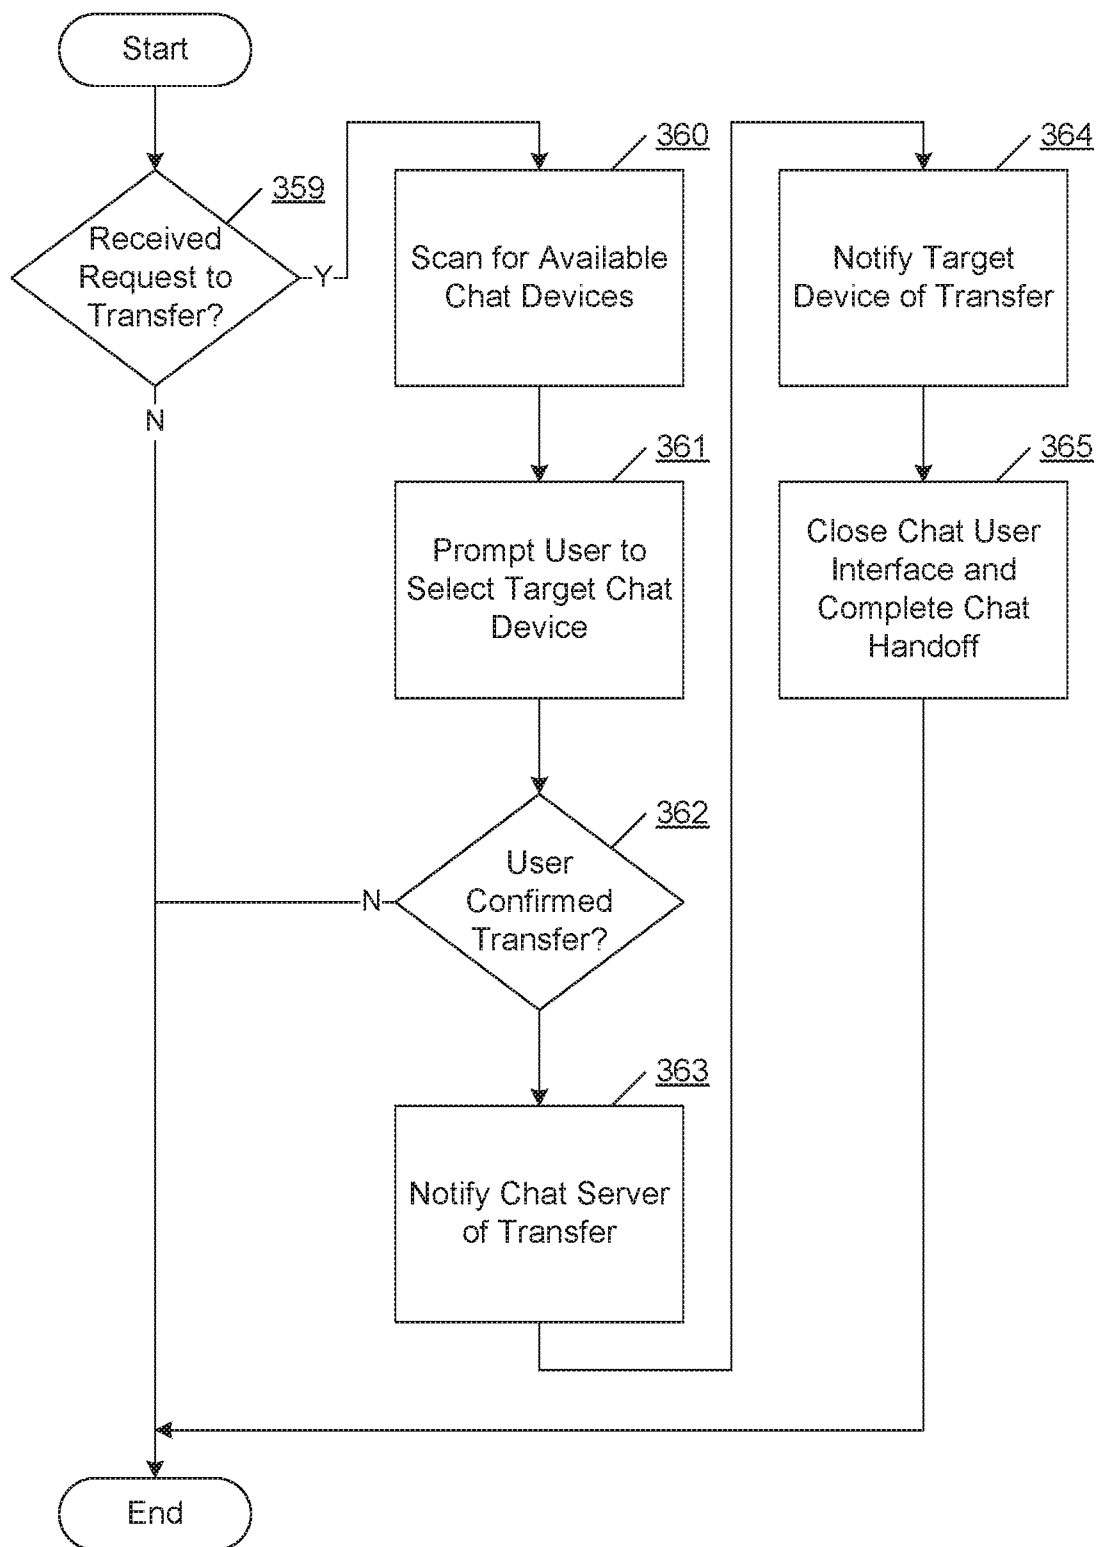 Start
359
Received
Request to
Transfer?
Y
N
360
Scan for Available
Chat Devices
361
Prompt User to
Select Target Chat
Device
362
User
Confirmed
Transfer?
N
363
Notify Chat Server
of Transfer
364
Notify Target
Device of Transfer
365
Close Chat User
Interface and
Complete Chat
Handoff
End